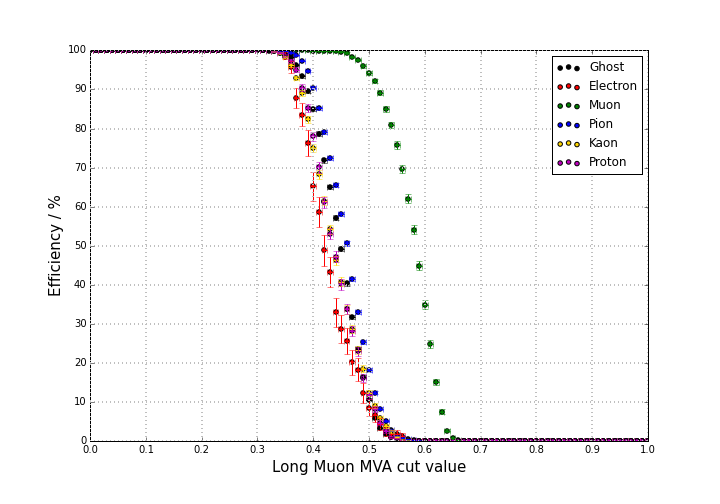 100
90
80
70
60
50
40
30
20
10
0
Efficiency / %
Ghost
Electron
Muon
Pion
Kaon
Proton
0.0 0.1 0.2 0.3 0.4 0.5 0.6 0.7 0.8 0.9 1.0
Long Muon MVA cut value